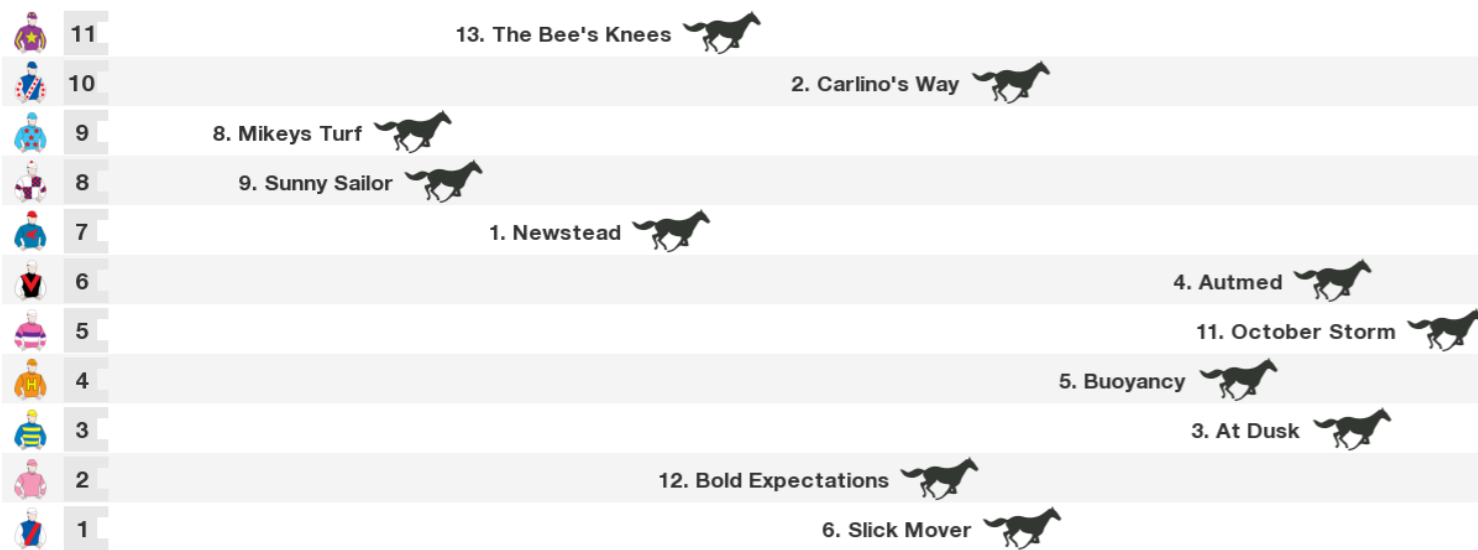 11 13. The Bee's Knees
10 2. Carlino's Way
9 8. Mikeys Turf
8 9. Sunny Sailor
7 1. Newstead
6 4. Autmed
5 11. October Storm
H 4 5. Buoyancy
3 3. At Dusk
2 12. Bold Expectations
1 6. Slick Mover